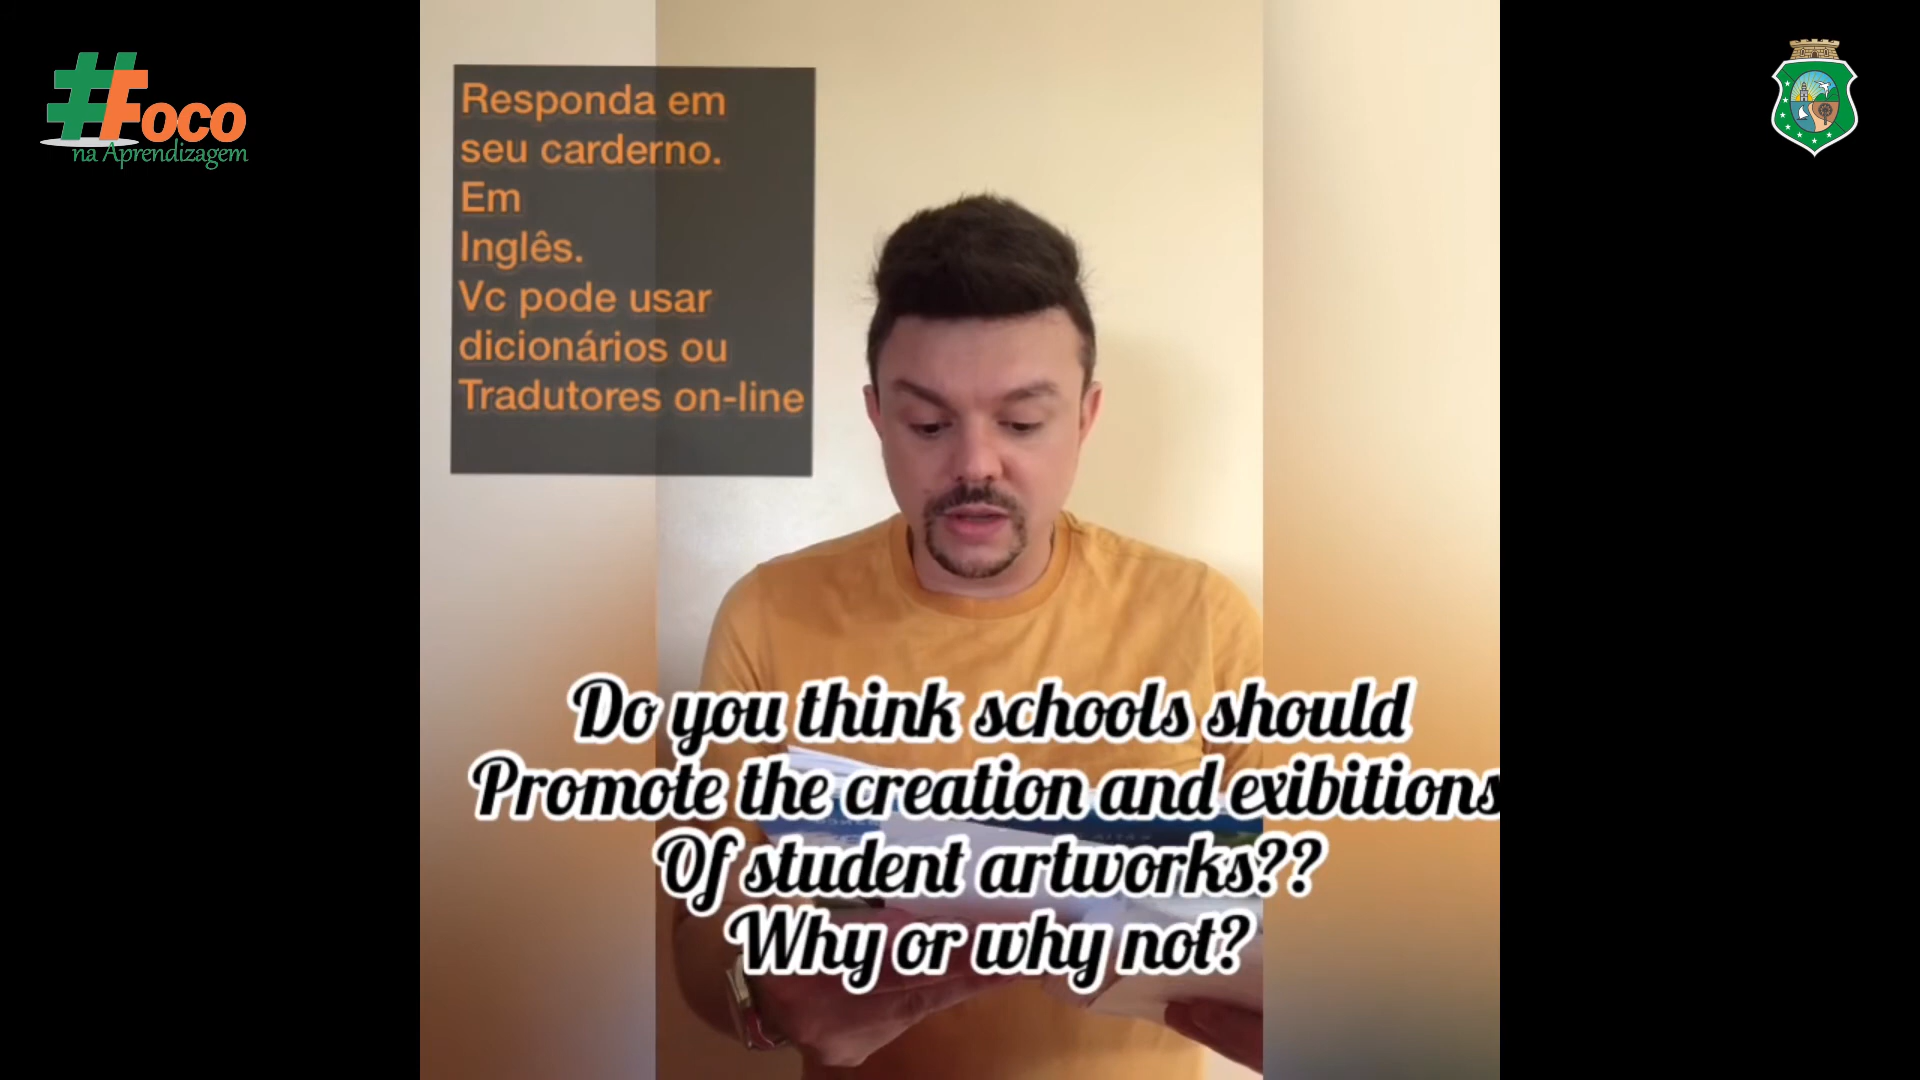 #Foco
na Aprendizagem
Responda em
seu carderno.
Em
Inglês.
Vc pode usar
dicionários ou
Tradutores on-line
Do you think schools should
Promote the creation and exibitions
Of student artworks??
Why or why not?